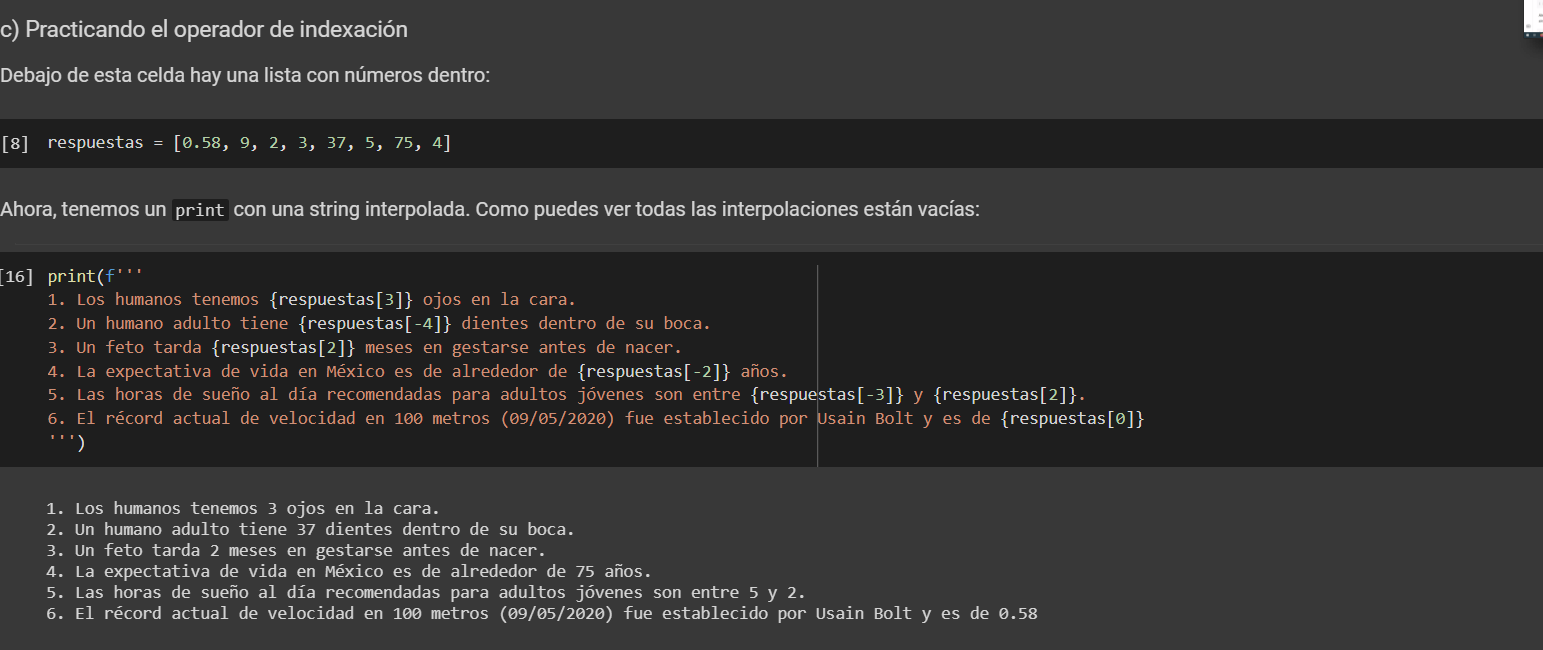 c) Practicando el operador de indexación
Debajo de esta celda hay una lista con números dentro:
[8] respuestas = [0.58, 9, 2, 3, 37, 5, 75, 4]
Ahora, tenemos un print con una string interpolada. Como puedes ver todas las interpolaciones están vacías:
[16] print(f'''
1. Los humanos tenemos {respuestas[3]} ojos en la cara.
2. Un humano adulto tiene {respuestas[-4]} dientes dentro de su boca.
3. Un feto tarda {respuestas[2]} meses en gestarse antes de nacer.
4. La expectativa de vida en México es de alrededor de {respuestas[-2]} años.
5. Las horas de sueño al día recomendadas para adultos jóvenes son entre {respuestas[-3]} y {respuestas[2]}.
6. El récord actual de velocidad en 100 metros (09/05/2020) fue establecido por Usain Bolt y es de {respuestas[0]}
''')
1. Los humanos tenemos 3 ojos en la cara.
2. Un humano adulto tiene 37 dientes dentro de su boca.
3. Un feto tarda 2 meses en gestarse antes de nacer.
4. La expectativa de vida en México es de alrededor de 75 años.
5. Las horas de sueño al día recomendadas para adultos jóvenes son entre 5 y 2.
6. El récord actual de velocidad en 100 metros (09/05/2020) fue establecido por Usain Bolt y es de 0.58